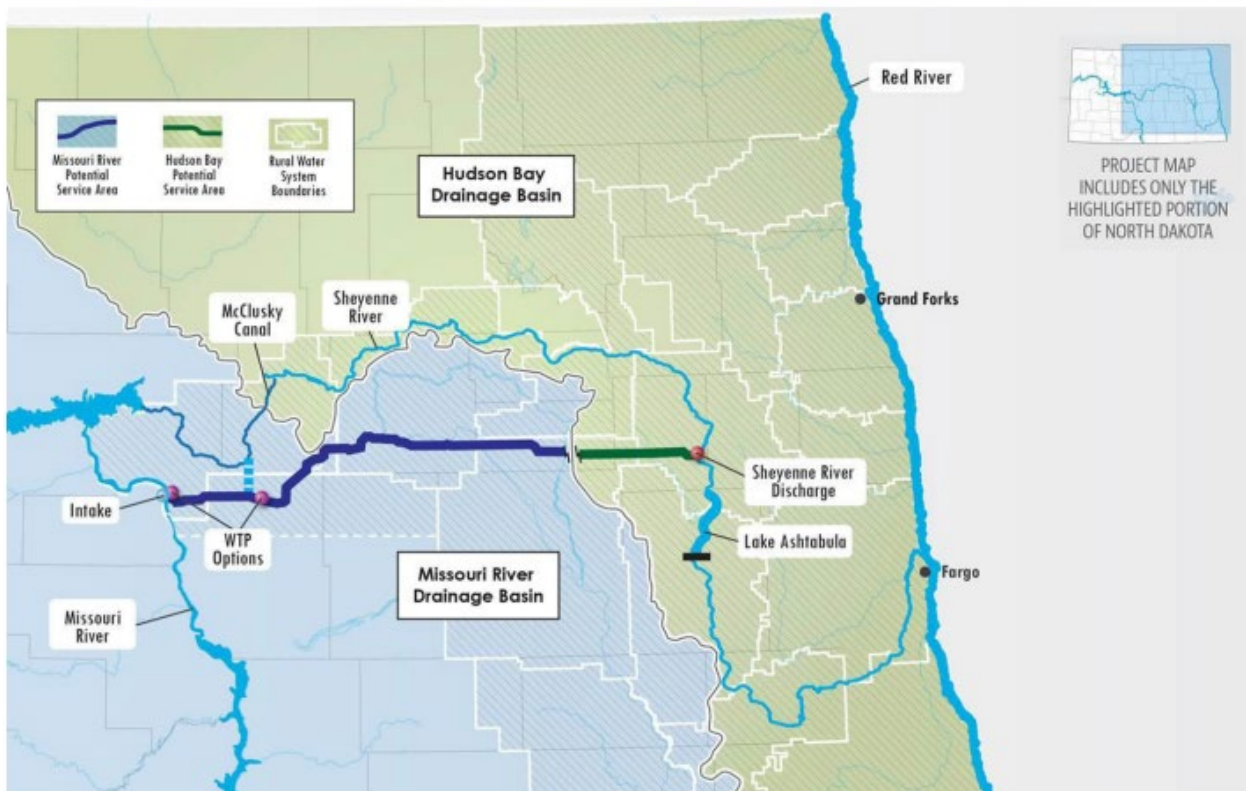 Red River
PROJECT MAP
INCLUDES ONLY THE
HIGHLIGHTED PORTION
OF NORTH DAKOTA
Missouri River
Potential
Service Area
Hudson Bay
Potential
Service Area
Rural Water
System
Boundaries
Hudson Bay
Drainage Basin
McClusky
Canal
Sheyenne
River
Grand Forks
Intake
WTP
Options
Sheyenne River
Discharge
Lake Ashtabula
Fargo
Missouri River
Drainage Basin
Missouri
River